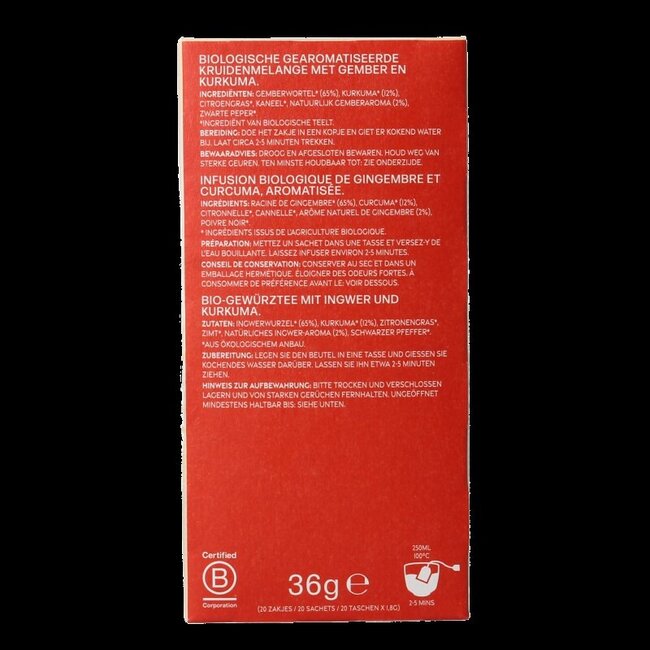 BIOLOGISCHE GEAROMATISEERDE
KRUIDENMELANGE MET GEMBER EN
KURKUMA.
INGREDIËNTEN: GEMBERWORTEL* (65%), KURKUMA* (12%),
CITROENGRAS*, KANEEL*, NATUURLIJK GEMBERAROMA (2%),
ZWARTE PEPER*.
*INGREDIËNT VAN BIOLOGISCHE TEELT.
BEREIDING: DOE HET ZAKJE IN EEN KOPJE EN GIET ER KOKEND WATER
BIJ. LAAT CIRCA 2-5 MINUTEN TREKKEN.
BEWAARADVIES: DROOG EN AFGESLOTEN BEWAREN. HOUD WEG VAN
STERKE GEUREN. TEN MINSTE HOUDBAAR TOT: ZIE ONDERZIJDE.
INFUSION BIOLOGIQUE DE GINGEMBRE ET
CURCUMA, AROMATISÉE.
INGRÉDIENTS: RACINE DE GINGEMBRE* (65%), CURCUMA* (12%),
CITRONNELLE*, CANNELLE*, ARÔME NATUREL DE GINGEMBRE (2%),
POIVRE NOIR*.
* INGRÉDIENTS ISSUS DE L'AGRICULTURE BIOLOGIQUE.
PRÉPARATION: METTEZ UN SACHET DANS UNE TASSE ET VERSEZ-Y DE
L'EAU BOUILLANTE. LAISSEZ INFUSER ENVIRON 2-5 MINUTES.
CONSEIL DE CONSERVATION: CONSERVER AU SEC ET DANS UN
EMBALLAGE HERMÉTIQUE. ÉLOIGNER DES ODEURS FORTES. À
CONSOMMER DE PRÉFÉRENCE AVANT LE: VOIR DESSOUS.
BIO-GEWÜRZTEE MIT INGWER UND
KURKUMA.
ZUTATEN: INGWERWURZEL* (65%), KURKUMA* (12%), ZITRONENGRAS*,
ZIMT*, NATÜRLICHES INGWER-AROMA (2%), SCHWARZER PFEFFER*.
*AUS ÖKOLOGISCHEM ANBAU.
ZUBEREITUNG: LEGEN SIE DEN BEUTEL IN EINE TASSE UND GIESSEN SIE
KOCHENDES WASSER DARÜBER. LASSEN SIE IHN ETWA 2-5 MINUTEN
ZIEHEN.
HINWEIS ZUR AUFBEWAHRUNG: BITTE TROCKEN UND VERSCHLOSSEN
LAGERN UND VON STARKEN GERÜCHEN FERNHALTEN. UNGEÖFFNET
MINDESTENS HALTBAR BIS: SIEHE UNTEN.
Certified
B
Corporation
36g e
(20 ZAKJES / 20 SACHETS / 20 TASCHEN X 1,8G)
250ML
100°C
2-5 MINS